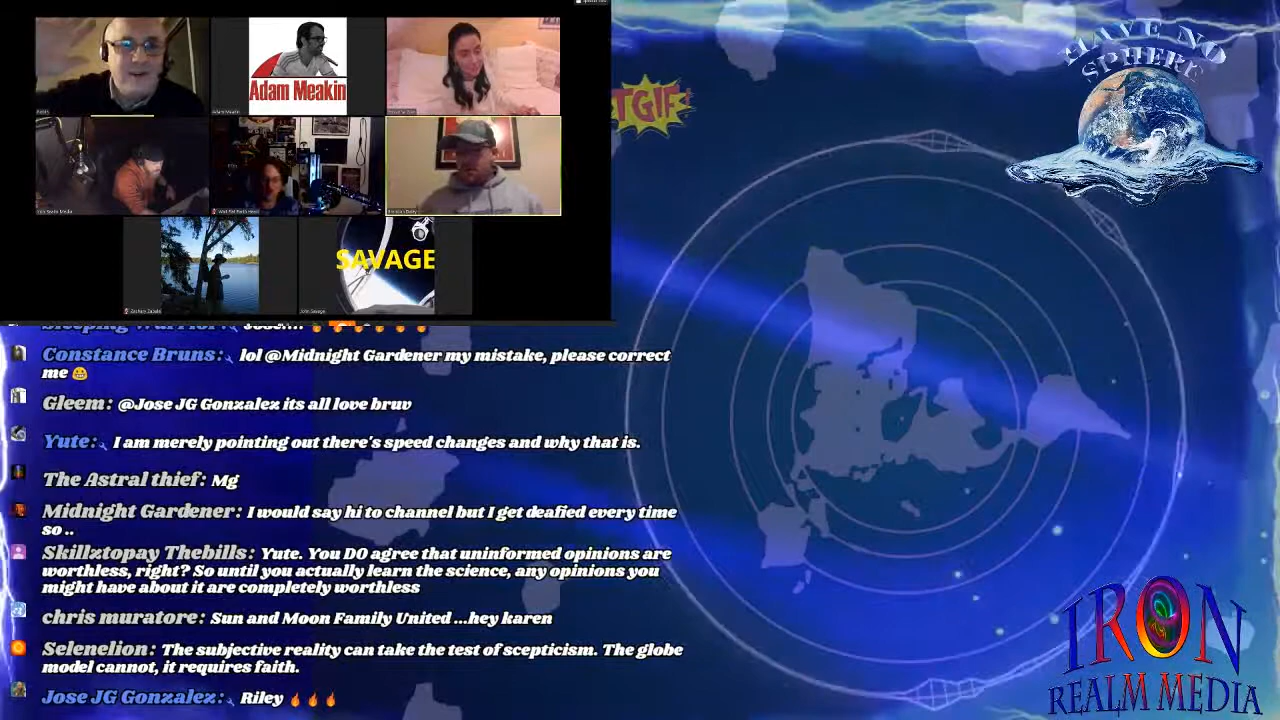 Adam Meakin
SAVAGE
John Savage
TGIF
HAVE NO
SPHERE
Sleeping Warrior:
Constance Bruns: lol @Midnight Gardener my mistake, please correct
me 😬
Gleem: @Jose JG Gonzalez its all love bruv
Yute: I am merely pointing out there's speed changes and why that is.
The Astral thief: Mg
Midnight Gardener: I would say hi to channel but I get deafied every time
so ..
Skillztopay Thebills: Yute. You DO agree that uninformed opinions are
worthless, right? So until you actually learn the science, any opinions you
might have about it are completely worthless
chris muratore: Sun and Moon Family United ...hey karen
Selenelion: The subjective reality can take the test of scepticism. The globe
model cannot, it requires faith.
Jose JG Gonzalez: Riley 🔥🔥🔥
IRON
REALM MEDIA